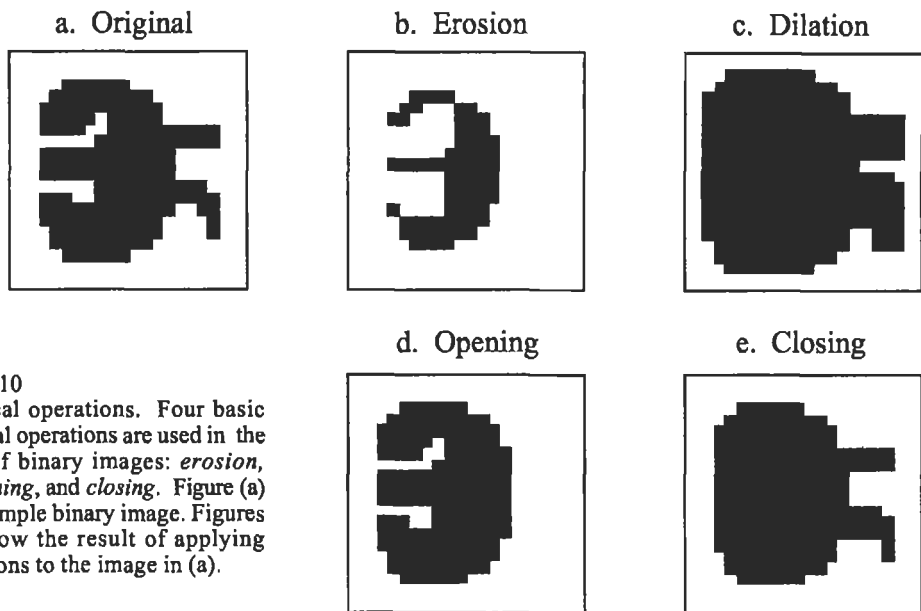 a. Original
b. Erosion
c. Dilation
d. Opening
e. Closing
10
al operations. Four basic
al operations are used in the
f binary images: erosion,
ing, and closing. Figure (a)
mple binary image. Figures
ow the result of applying
ons to the image in (a).